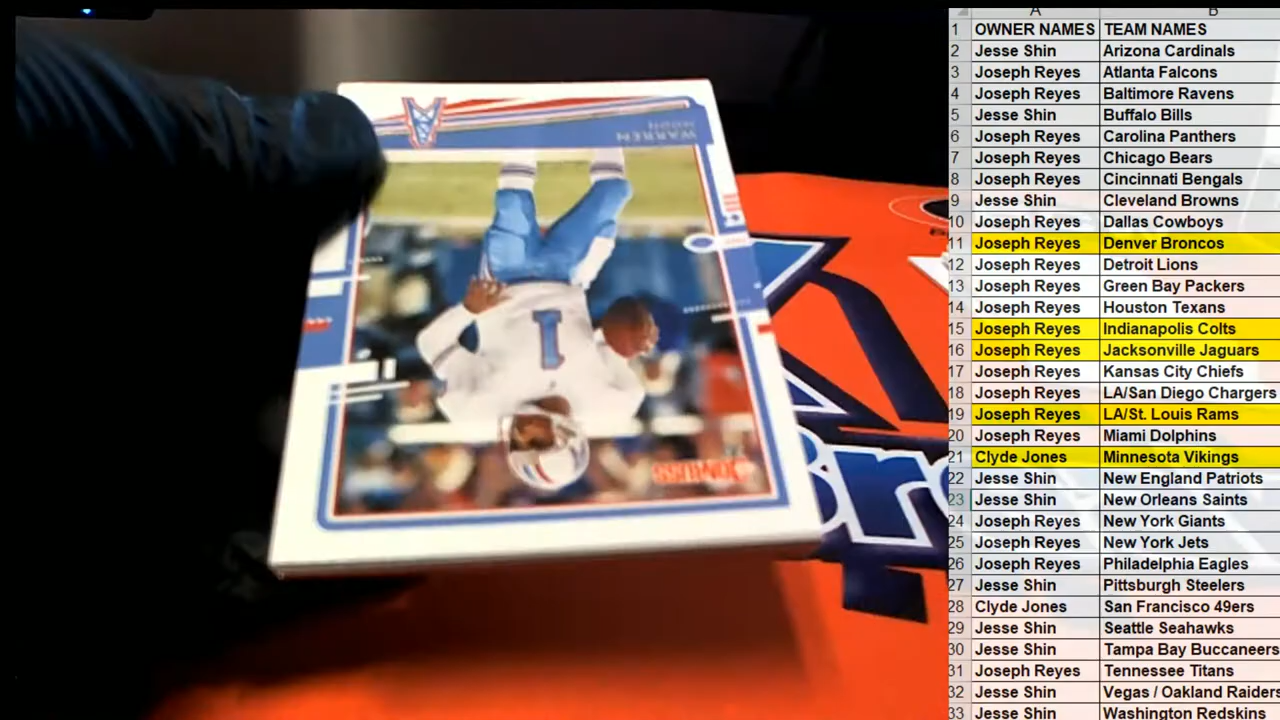 WARREN
MOON
1
DONRUSS
Bro
A B
1 OWNER NAMES TEAM NAMES
2 Jesse Shin Arizona Cardinals
3 Joseph Reyes Atlanta Falcons
4 Joseph Reyes Baltimore Ravens
5 Jesse Shin Buffalo Bills
6 Joseph Reyes Carolina Panthers
7 Joseph Reyes Chicago Bears
8 Joseph Reyes Cincinnati Bengals
9 Jesse Shin Cleveland Browns
10 Joseph Reyes Dallas Cowboys
11 Joseph Reyes Denver Broncos
12 Joseph Reyes Detroit Lions
13 Joseph Reyes Green Bay Packers
14 Joseph Reyes Houston Texans
15 Joseph Reyes Indianapolis Colts
16 Joseph Reyes Jacksonville Jaguars
17 Joseph Reyes Kansas City Chiefs
18 Joseph Reyes LA/San Diego Chargers
19 Joseph Reyes LA/St. Louis Rams
20 Joseph Reyes Miami Dolphins
21 Clyde Jones Minnesota Vikings
22 Jesse Shin New England Patriots
23 Jesse Shin New Orleans Saints
24 Joseph Reyes New York Giants
25 Joseph Reyes New York Jets
26 Joseph Reyes Philadelphia Eagles
27 Jesse Shin Pittsburgh Steelers
28 Clyde Jones San Francisco 49ers
29 Jesse Shin Seattle Seahawks
30 Jesse Shin Tampa Bay Buccaneers
31 Joseph Reyes Tennessee Titans
32 Jesse Shin Vegas / Oakland Raiders
33 Jesse Shin Washington Redskins